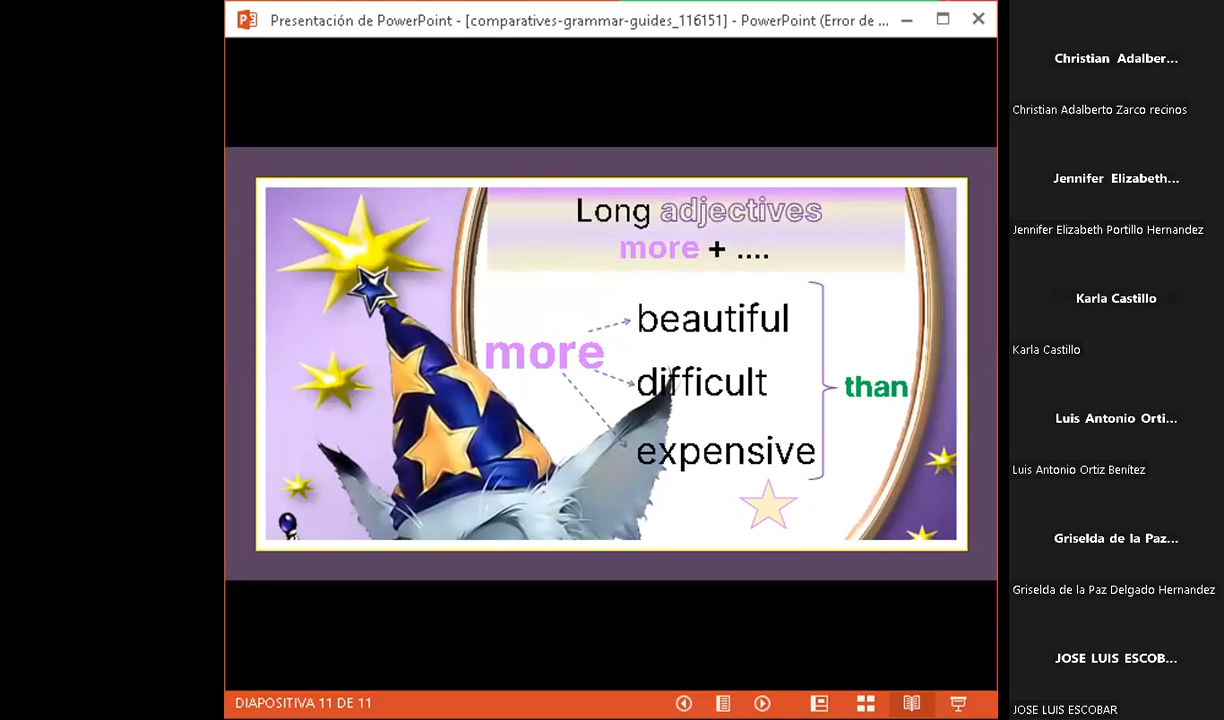 Presentación de PowerPoint - [comparatives-grammar-guides_116151] - PowerPoint (Error de ...
Long adjectives
more + ....
more
beautiful
difficult
expensive
than
DIAPOSITIVA 11 DE 11
Christian Adalber...
Christian Adalberto Zarco recinos
Jennifer Elizabeth...
Jennifer Elizabeth Portillo Hernandez
Karla Castillo
Karla Castillo
Luis Antonio Orti...
Luis Antonio Ortiz Benítez
Griselda de la Paz...
Griselda de la Paz Delgado Hernandez
JOSE LUIS ESCOB...
JOSE LUIS ESCOBAR